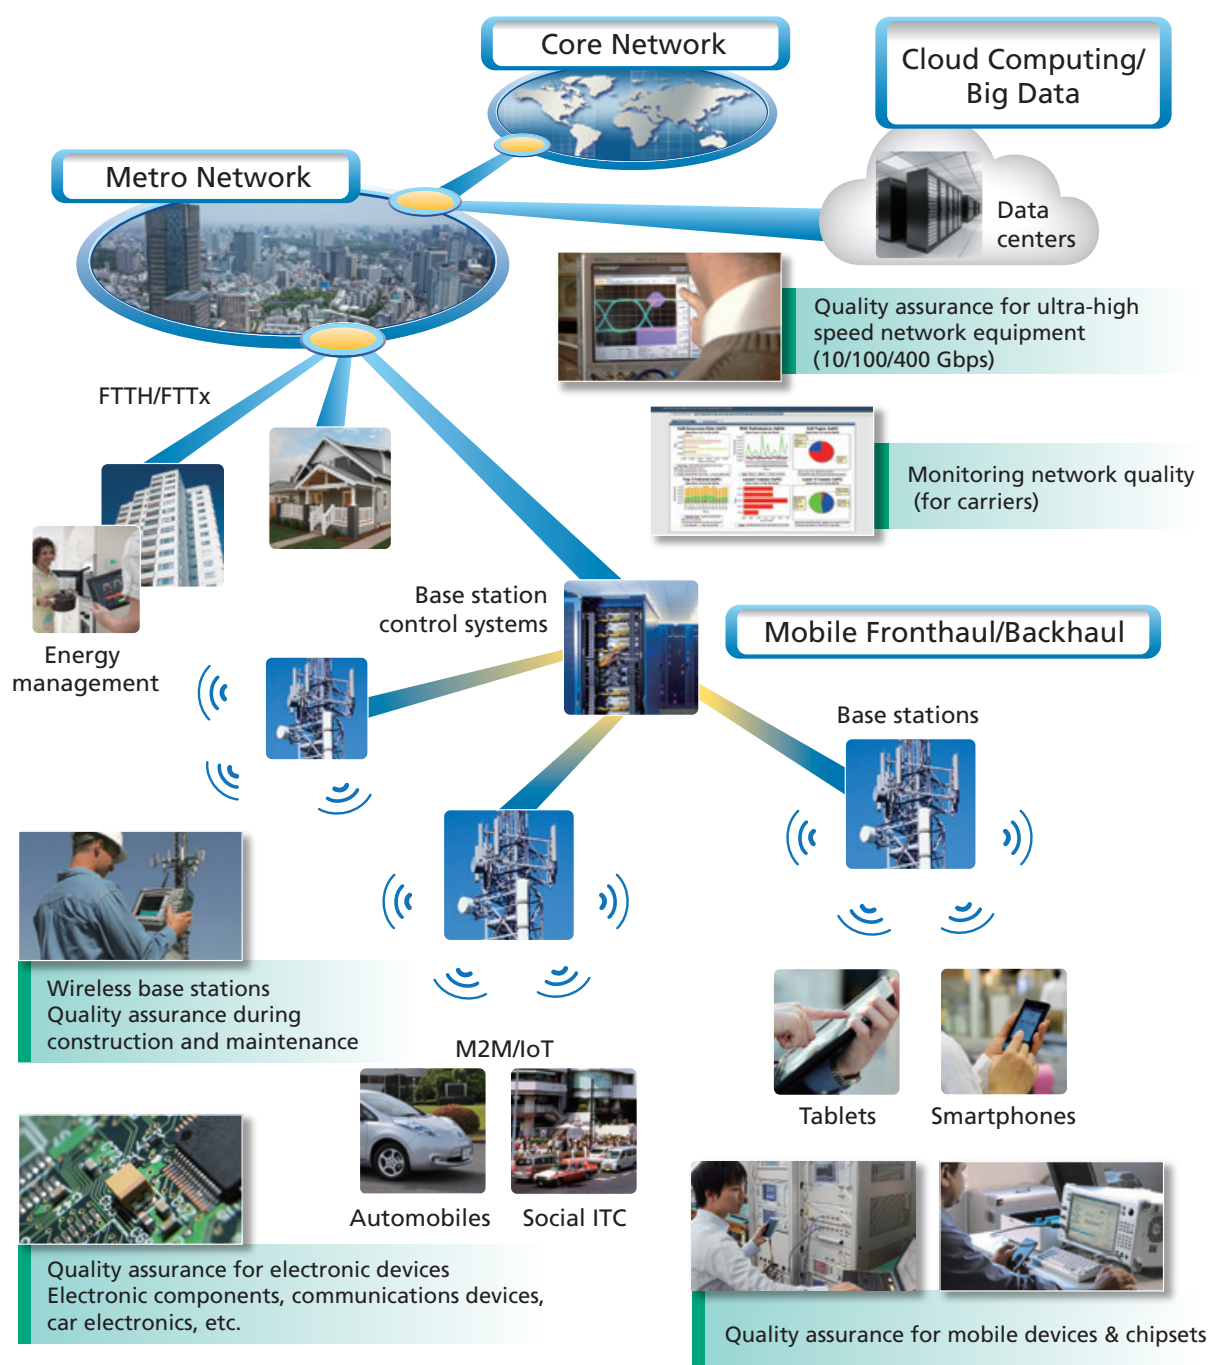 Core Network
Cloud Computing/
Big Data
Metro Network
Data
centers
Quality assurance for ultra-high
speed network equipment
(10/100/400 Gbps)
FTTH/FTTx
Monitoring network quality
(for carriers)
Base station
control systems
Mobile Fronthaul/Backhaul
Energy
management
Base stations
Wireless base stations
Quality assurance during
construction and maintenance
M2M/IoT
Tablets
Smartphones
Automobiles
Social ITC
Quality assurance for electronic devices
Electronic components, communications devices,
car electronics, etc.
Quality assurance for mobile devices & chipsets